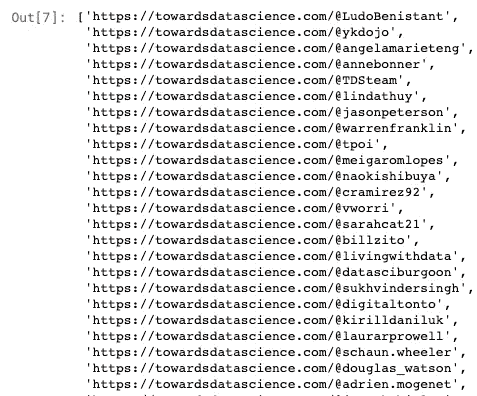 Out[7]: ['https://towardsdatascience.com/@LudoBenistant',
'https://towardsdatascience.com/@ykdojo',
'https://towardsdatascience.com/@angelamarieteng',
'https://towardsdatascience.com/@annebonner',
'https://towardsdatascience.com/@TDSteam',
'https://towardsdatascience.com/@lindathuy',
'https://towardsdatascience.com/@jasonpeterson',
'https://towardsdatascience.com/@warrenfranklin',
'https://towardsdatascience.com/@tpoi',
'https://towardsdatascience.com/@meigaromlopes',
'https://towardsdatascience.com/@naokishibuya',
'https://towardsdatascience.com/@cramirez92',
'https://towardsdatascience.com/@vworri',
'https://towardsdatascience.com/@sarahcat21',
'https://towardsdatascience.com/@billzito',
'https://towardsdatascience.com/@livingwithdata',
'https://towardsdatascience.com/@datasciburgoon',
'https://towardsdatascience.com/@sukhvindersingh',
'https://towardsdatascience.com/@digitaltonto',
'https://towardsdatascience.com/@kirilldaniluk',
'https://towardsdatascience.com/@laurarprowell',
'https://towardsdatascience.com/@schaun.wheeler',
'https://towardsdatascience.com/@douglas_watson',
'https://towardsdatascience.com/@adrien.mogenet',